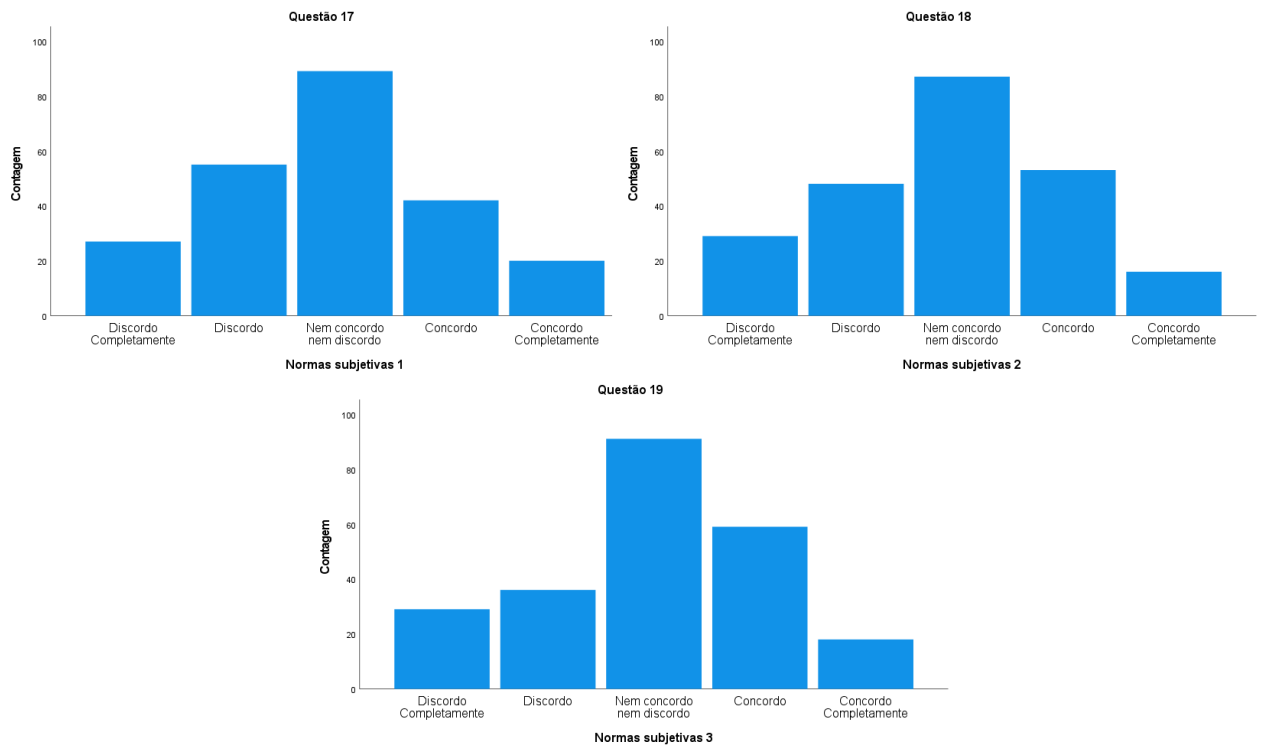 Questão 17
100
80
60
40
20
0
Contagem
Discordo
Completamente
Discordo
Nem concordo
nem discordo
Concordo
Concordo
Completamente
Normas subjetivas 1
Questão 18
100
80
60
40
20
0
Contagem
Discordo
Completamente
Discordo
Nem concordo
nem discordo
Concordo
Concordo
Completamente
Normas subjetivas 2
Questão 19
100
80
60
40
20
0
Contagem
Discordo
Completamente
Discordo
Nem concordo
nem discordo
Concordo
Concordo
Completamente
Normas subjetivas 3